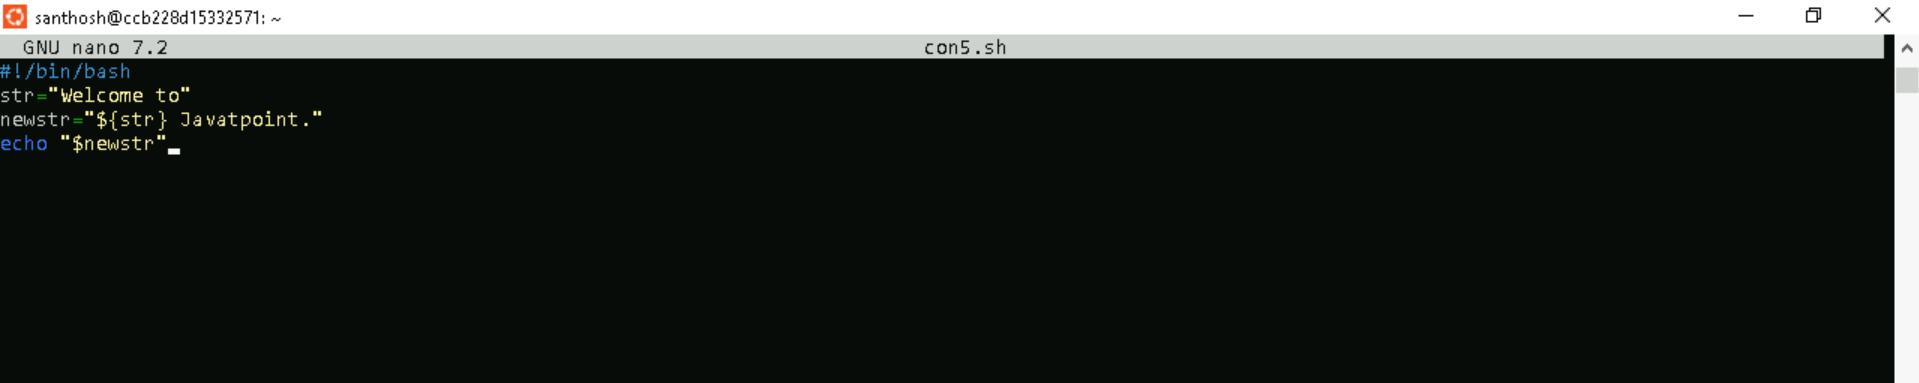 santhosh@ccb228d15332571: ~
GNU nano 7.2 con5.sh
#!/bin/bash
str="Welcome to"
newstr="${str} Javatpoint."
echo "$newstr"